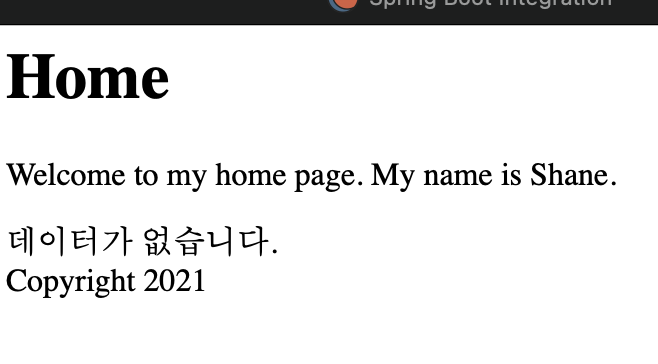 Spring Boot Integration
Home
Welcome to my home page. My name is Shane.
데이터가 없습니다.
Copyright 2021